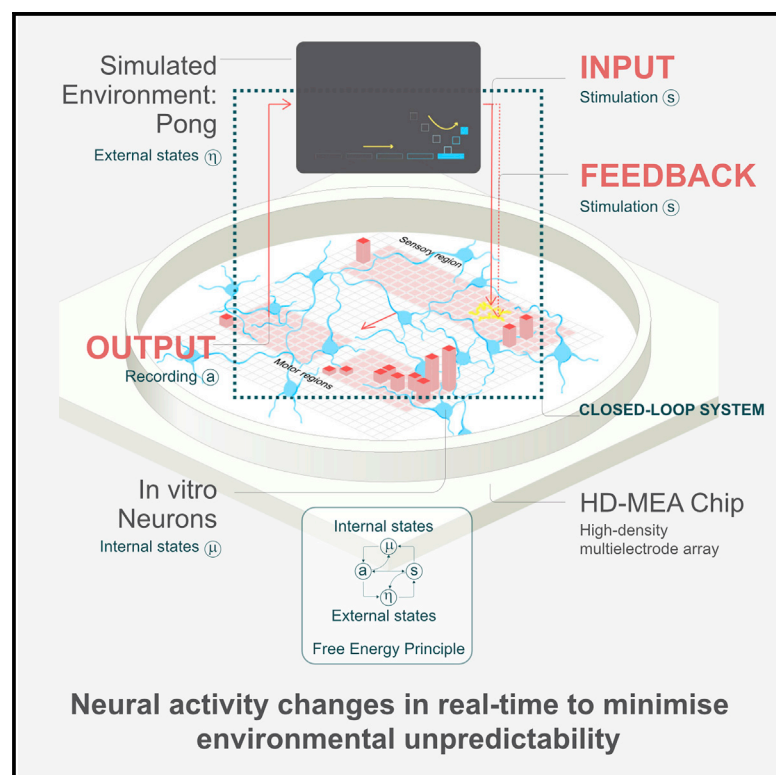 Simulated
Environment:
Pong
External states η
INPUT
Stimulation s
FEEDBACK
Stimulation s
Sensory region
OUTPUT
Recording a
Motor regions
CLOSED-LOOP SYSTEM
In vitro
Neurons
Internal states μ
HD-MEA Chip
High-density
multielectrode array
Internal states
μ
a s
η
External states
Free Energy Principle
Neural activity changes in real-time to minimise
environmental unpredictability